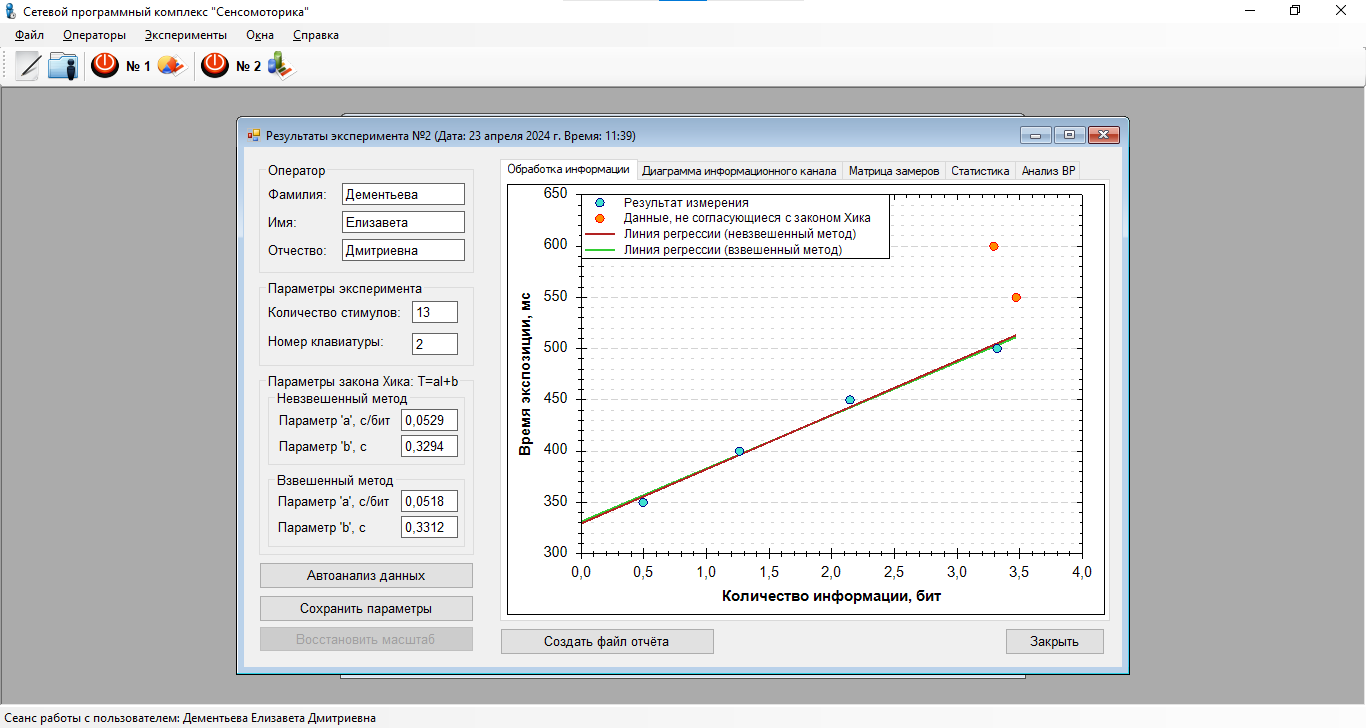 Сетевой программный комплекс "Сенсомоторика"
Файл Операторы Эксперименты Окна Справка
№ 1 № 2
Результаты эксперимента №2 (Дата: 23 апреля 2024 г. Время: 11:39)
Оператор
Фамилия: Дементьева
Имя: Елизавета
Отчество: Дмитриевна
Параметры эксперимента
Количество стимулов: 13
Номер клавиатуры: 2
Параметры закона Хика: T=aI+b
Невзвешенный метод
Параметр 'a', с/бит 0,0529
Параметр 'b', с 0,3294
Взвешенный метод
Параметр 'a', с/бит 0,0518
Параметр 'b', с 0,3312
Автоанализ данных
Сохранить параметры
Восстановить масштаб
Обработка информации Диаграмма информационного канала Матрица замеров Статистика Анализ ВР
Результат измерения
Данные, не согласующиеся с законом Хика
Линия регрессии (невзвешенный метод)
Линия регрессии (взвешенный метод)
Время экспозиции, мс
650
600
550
500
450
400
350
300
0,0 0,5 1,0 1,5 2,0 2,5 3,0 3,5 4,0
Количество информации, бит
Создать файл отчёта Закрыть
Сеанс работы с пользователем: Дементьева Елизавета Дмитриевна